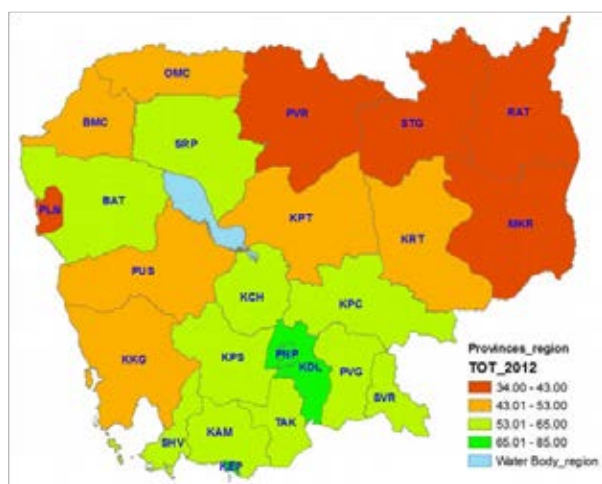 OMC
BMC
PVR
STG
RAT
SRP
PLN
BAT
KPT
KRT
MKR
PUS
KCH
KPC
KKG
KPS
PNP
KDL
PVG
SVR
TAK
SHV
KAM
KEP
Provinces_region
TOT_2012
34.00 - 43.00
43.01 - 53.00
53.01 - 65.00
65.01 - 85.00
Water Body_region